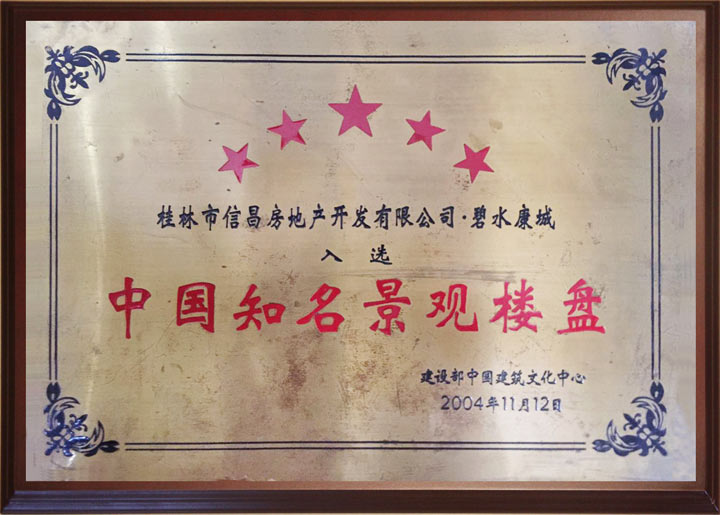 桂林市信昌房地产开发有限公司·碧水康城
入选
中国知名景观楼盘
建设部中国建筑文化中心
2004年11月12日